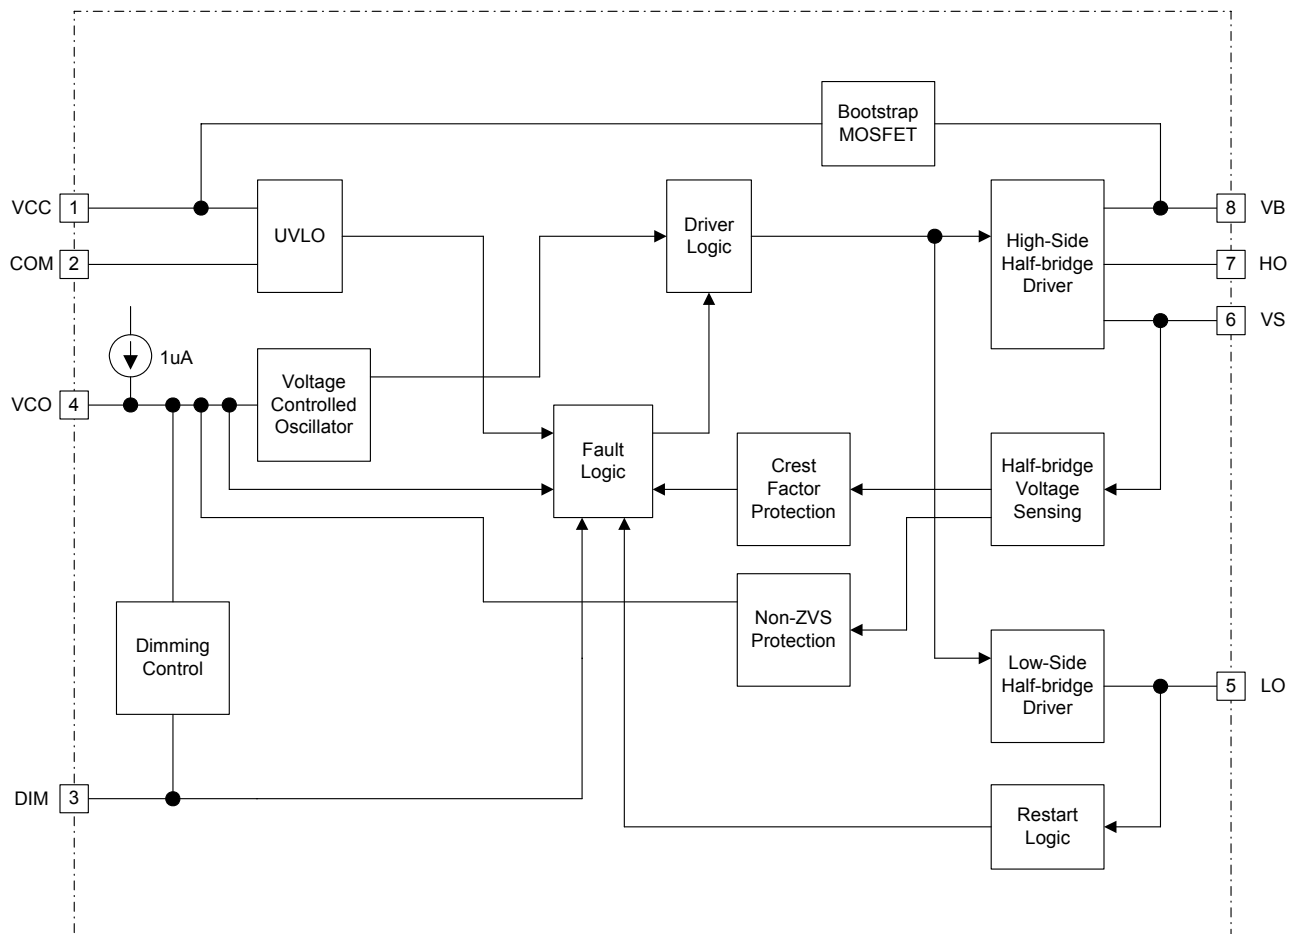 Bootstrap
MOSFET
VCC 1
UVLO
COM 2
Driver
Logic
High-Side
Half-bridge
Driver
8 VB
7 HO
6 VS
1uA
VCO 4
Voltage
Controlled
Oscillator
Fault
Logic
Crest
Factor
Protection
Half-bridge
Voltage
Sensing
Dimming
Control
Non-ZVS
Protection
Low-Side
Half-bridge
Driver
5 LO
DIM 3
Restart
Logic